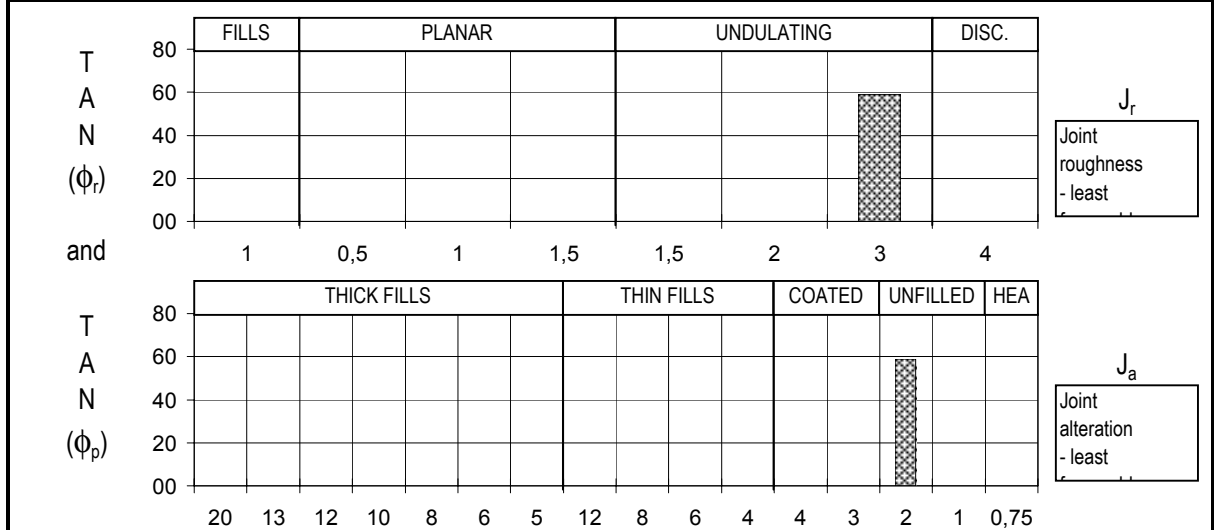 FILLS PLANAR UNDULATING DISC.
80
60
40
20
00
T
A
N
(ϕr)
1 0,5 1 1,5 1,5 2 3 4
Jr
Joint
roughness
- least
and
THICK FILLS THIN FILLS COATED UNFILLED HEA
80
60
40
20
00
T
A
N
(ϕp)
20 13 12 10 8 6 5 12 8 6 4 4 3 2 1 0,75
Ja
Joint
alteration
- least